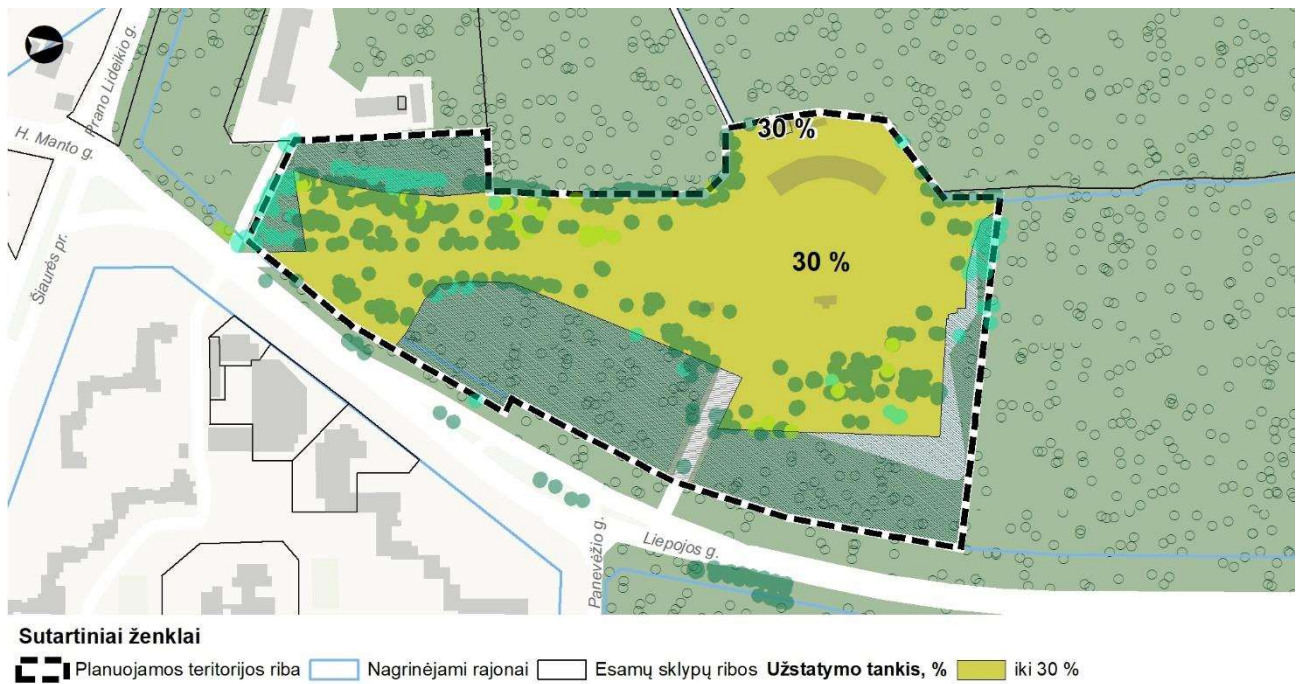 Prano Lideikio g.
H. Manto g.
Šiaurės pr.
30 %
30 %
Liepojos g.
Panevėžio g.
Sutartiniai ženklai
Planuojamos teritorijos riba Nagrinėjami rajonai Esamų sklypų ribos Užstatymo tankis, % iki 30 %